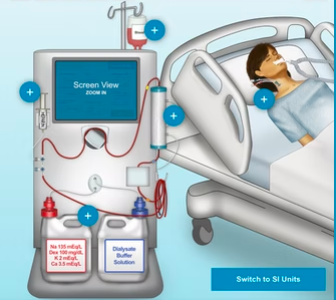 Screen View
ZOOM IN
Na 135 mEq/L
Dex 100 mg/dL
K 2 mEq/L
Ca 3.5 mEq/L
Dialysate
Buffer
Solution
Switch to SI Units